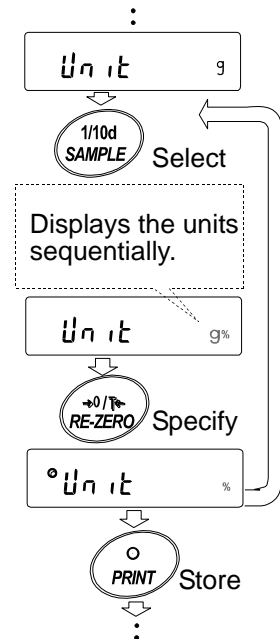 Unit g
1/10d
SAMPLE Select
Displays the units
sequentially.
Unit g%
→0/T←
RE-ZERO Specify
Unit %
PRINT Store